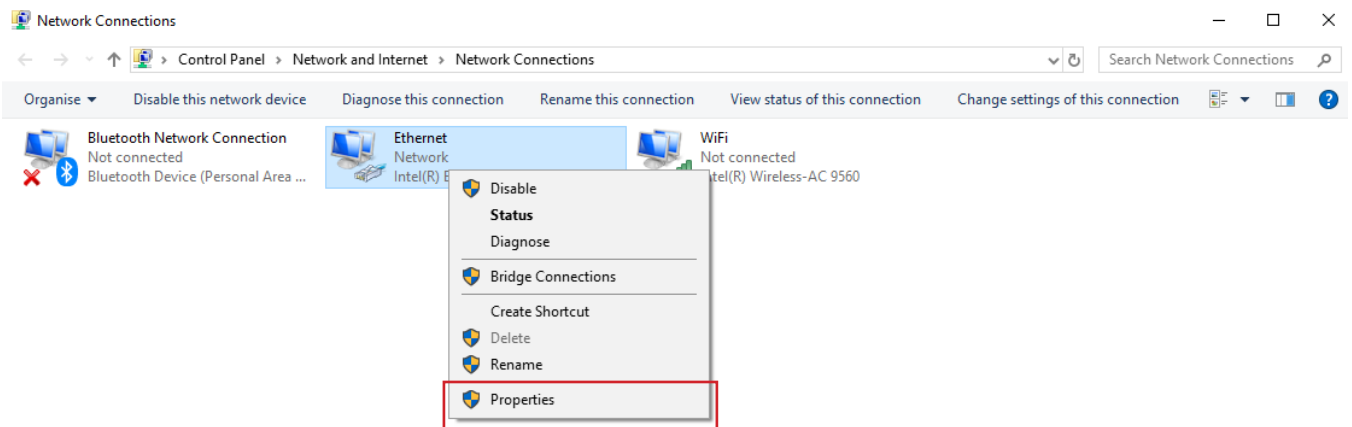 Network Connections
Control Panel > Network and Internet > Network Connections
Search Network Connections
Organise
Disable this network device
Diagnose this connection
Rename this connection
View status of this connection
Change settings of this connection
Bluetooth Network Connection
Not connected
Bluetooth Device (Personal Area ...
Ethernet
Network
Intel(R)
WiFi
Not connected
Wireless-AC 9560
Disable
Status
Diagnose
Bridge Connections
Create Shortcut
Delete
Rename
Properties